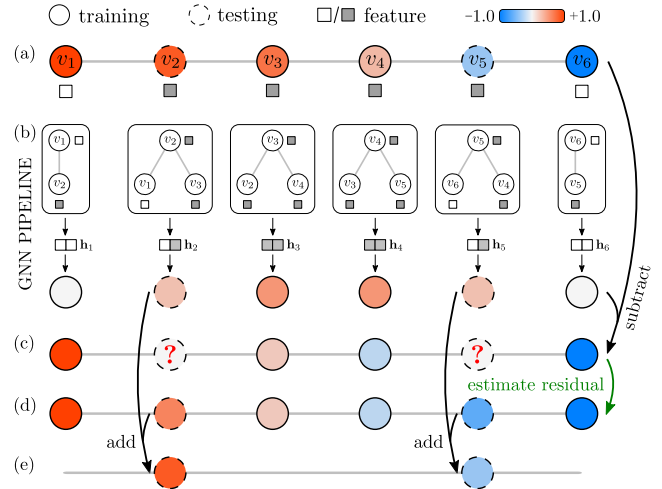 training testing / feature −1.0 +1.0
(a) v1 v2 v3 v4 v5 v6
(b) v1 v2 v3 v4 v5 v6
v2 v1 v3 v2 v4 v3 v5 v6 v4 v5
GNN PIPELINE
h1 h2 h3 h4 h5 h6
subtract
(c) ? ?
estimate residual
(d)
add add
(e)